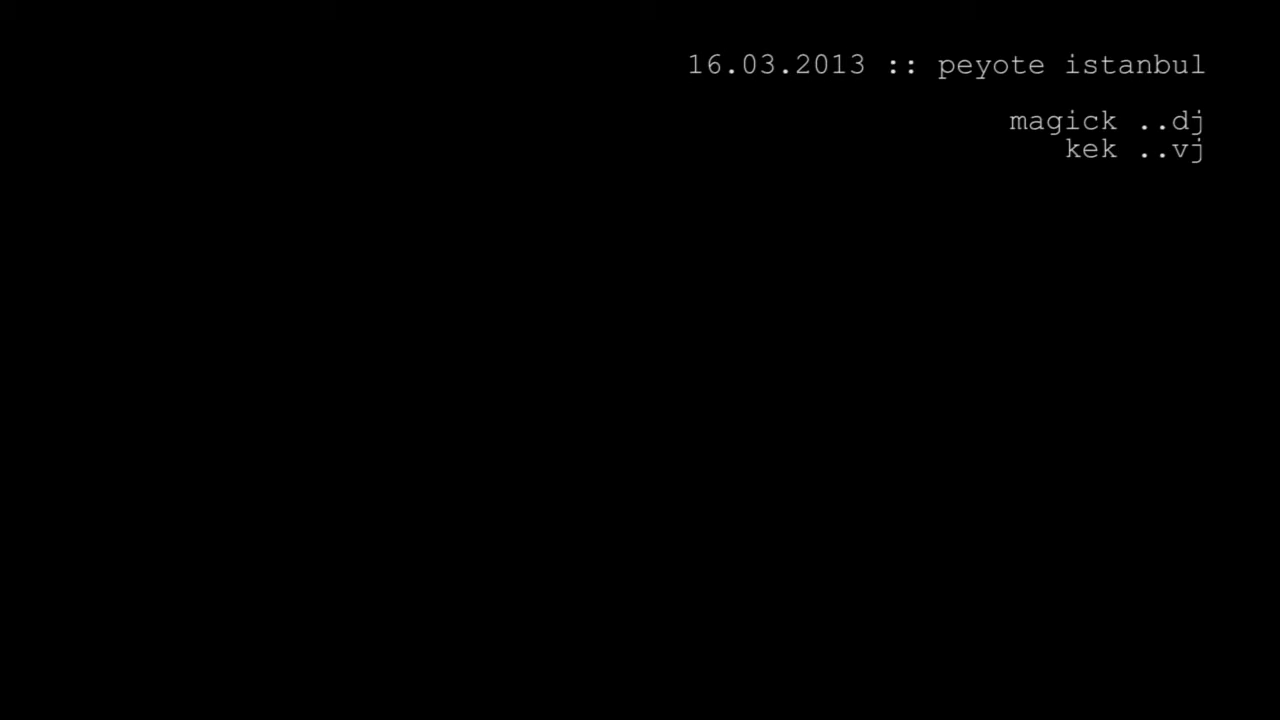 16.03.2013 :: peyote istanbul
magick ..dj
kek ..vj